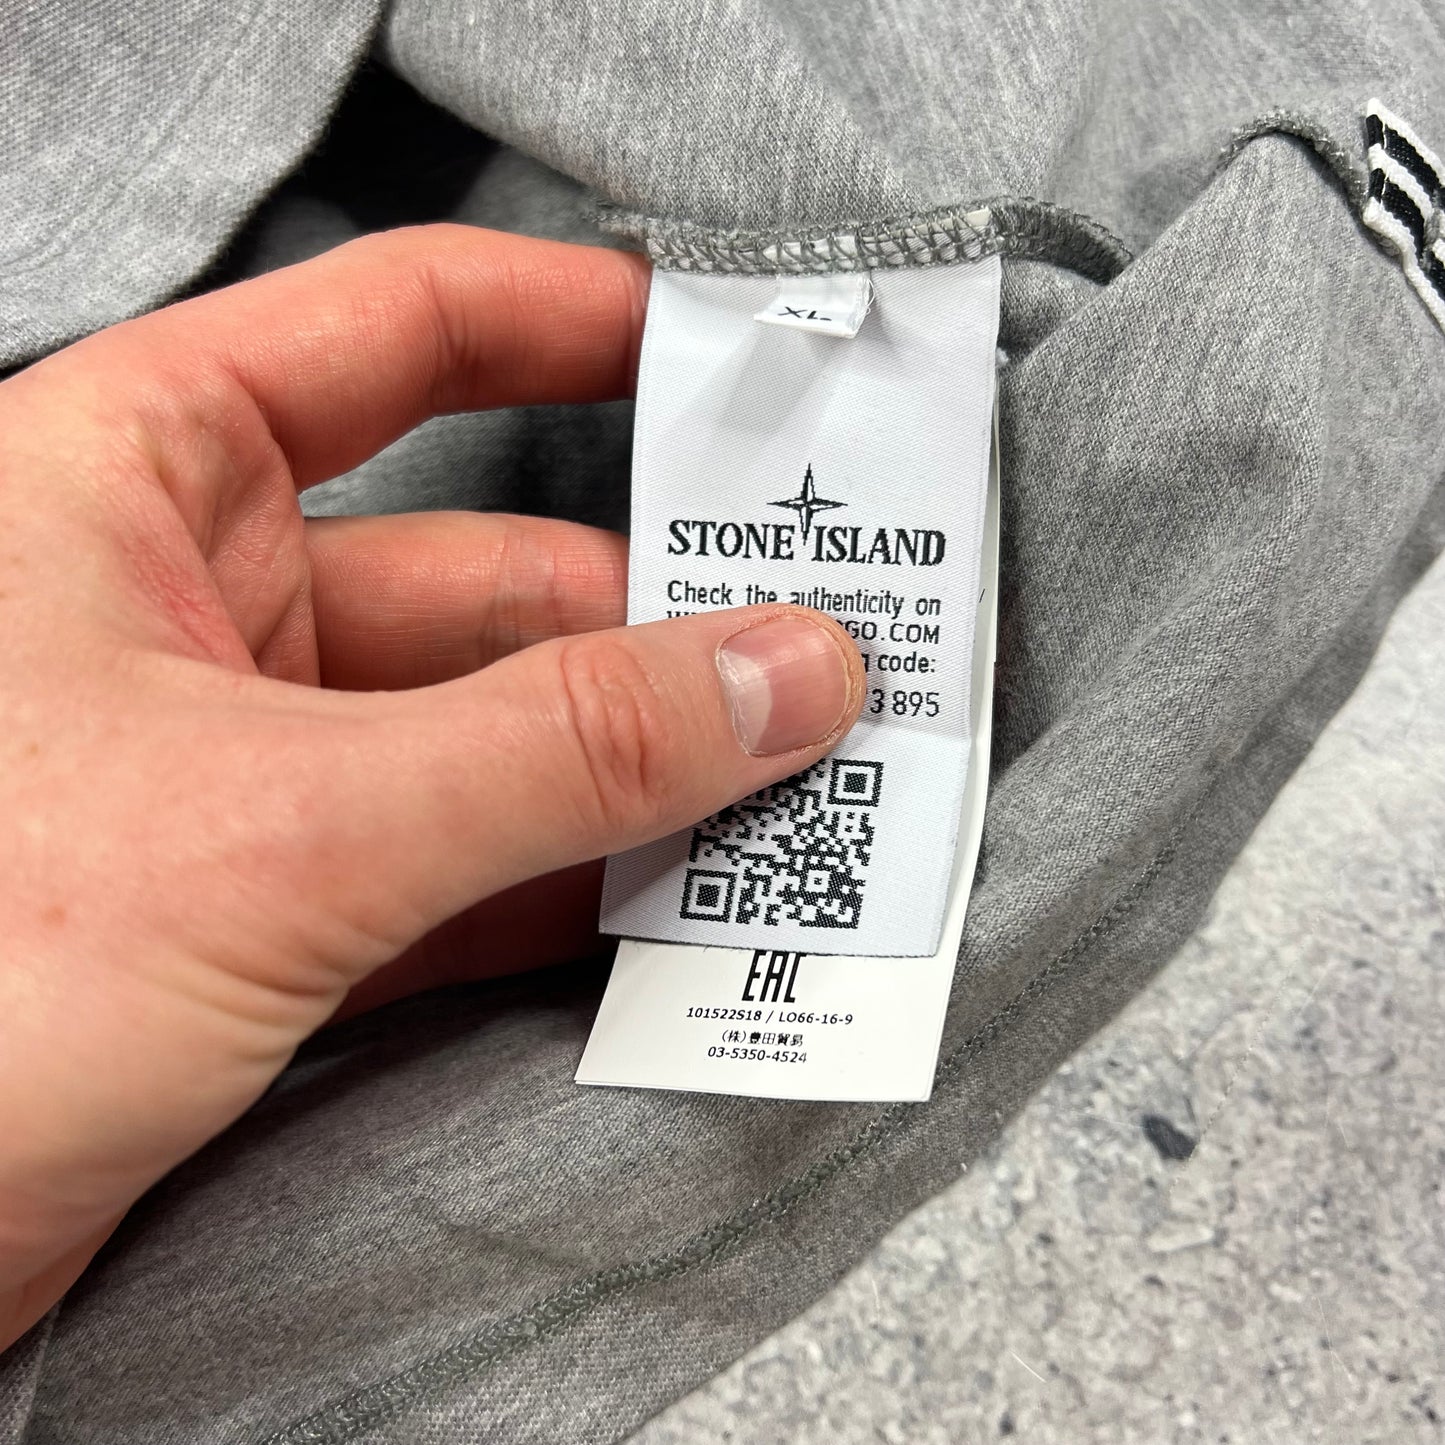 XL
STONE ISLAND
Check the authenticity on
GO.COM
code:
3 895
EAC
101522S18 / LO66-16-9
(株)豊田貿易
03-5350-4524